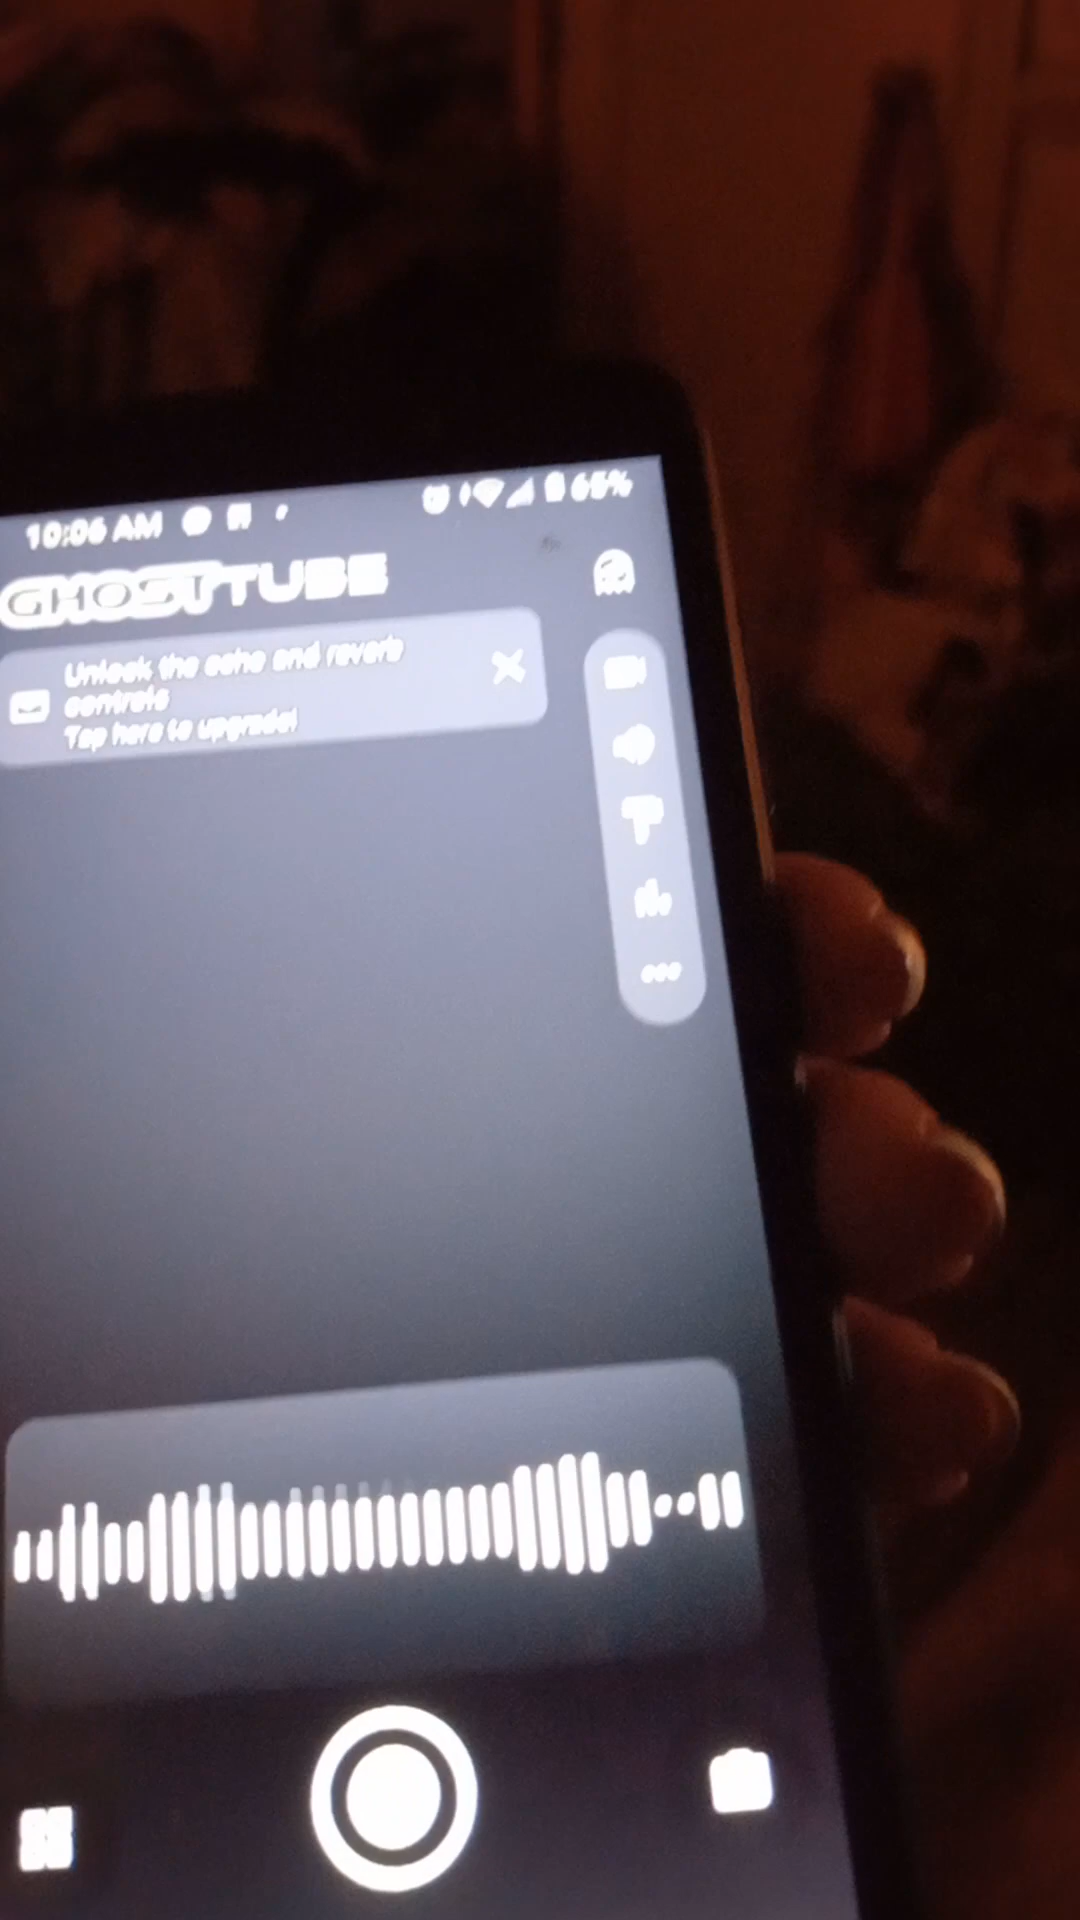 10:06 AM 65%
GHOSTTUBE
Unlock the echo and reverb
controls
Tap here to upgrade!